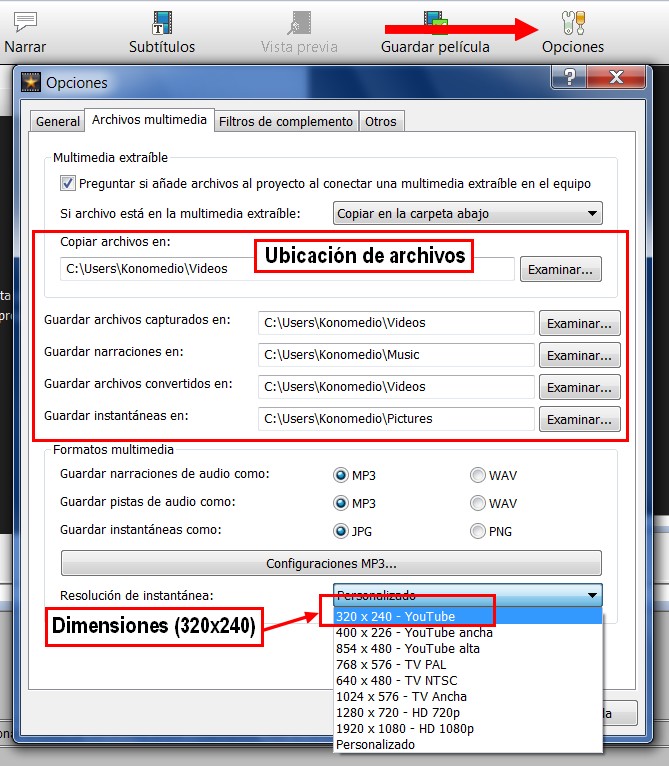 Narrar
Subtítulos
Vista previa
Guardar película
Opciones
Opciones
?
X
General
Archivos multimedia
Filtros de complemento
Otros
Multimedia extraíble
Preguntar si añade archivos al proyecto al conectar una multimedia extraíble en el equipo
Si archivo está en la multimedia extraíble:
Copiar en la carpeta abajo
Copiar archivos en:
Ubicación de archivos
C:\Users\Konomedio\Videos
Examinar...
Guardar archivos capturados en:
C:\Users\Konomedio\Videos
Examinar...
Guardar narraciones en:
C:\Users\Konomedio\Music
Examinar...
Guardar archivos convertidos en:
C:\Users\Konomedio\Videos
Examinar...
Guardar instantáneas en:
C:\Users\Konomedio\Pictures
Examinar...
Formatos multimedia
Guardar narraciones de audio como:
MP3
WAV
Guardar pistas de audio como:
MP3
WAV
Guardar instantáneas como:
JPG
PNG
Configuraciones MP3...
Resolución de instantánea:
Personalizado
Dimensiones (320x240)
320 x 240 - YouTube
400 x 226 - YouTube ancha
854 x 480 - YouTube alta
768 x 576 - TV PAL
640 x 480 - TV NTSC
1024 x 576 - TV Ancha
1280 x 720 - HD 720p
1920 x 1080 - HD 1080p
Personalizado